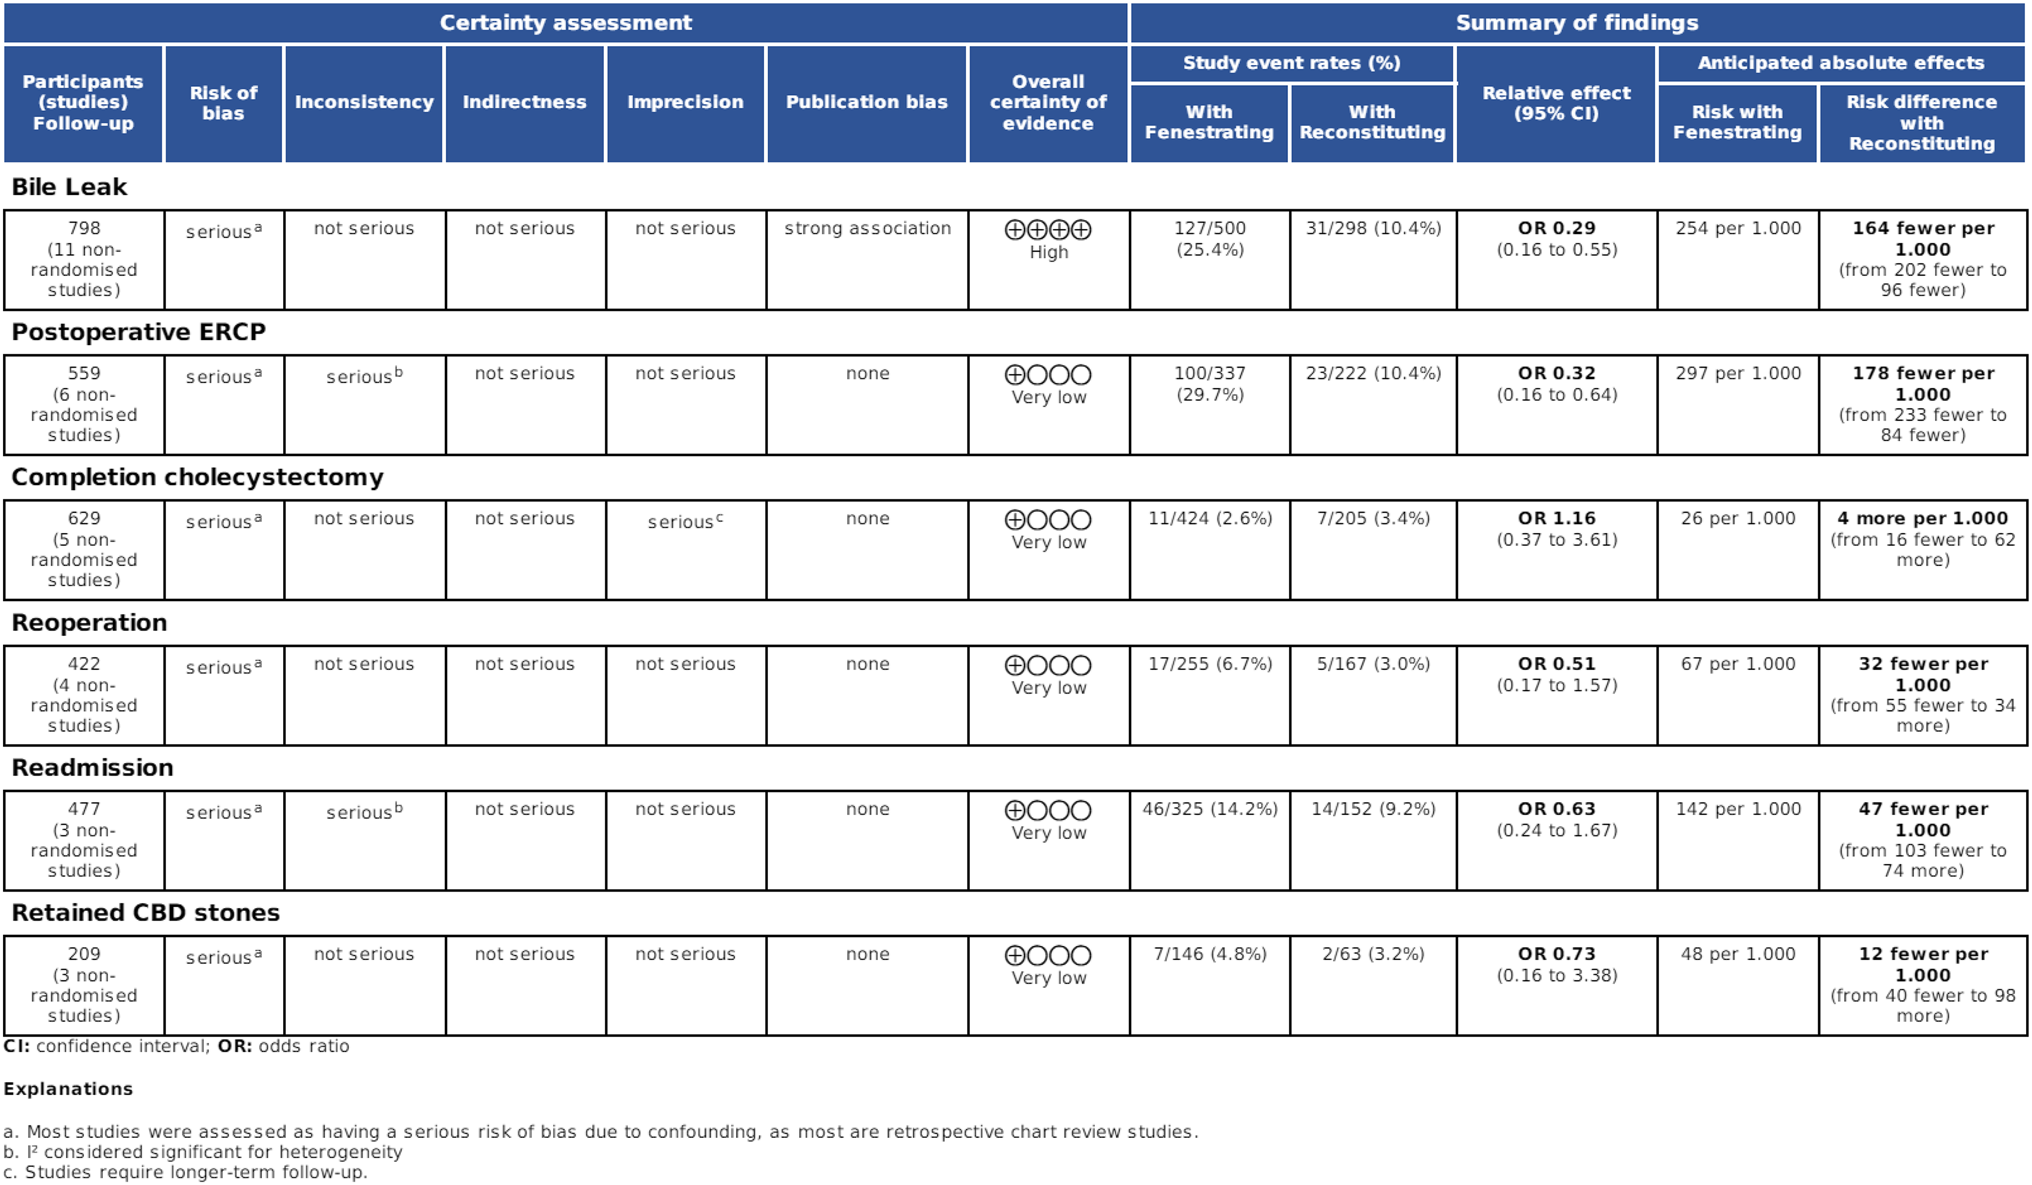 Certainty assessment
Summary of findings
Participants
(studies)
Follow-up
Risk of
bias
Inconsistency
Indirectness
Imprecision
Publication bias
Overall
certainty of
evidence
Study event rates (%)
With
Fenestrating
With
Reconstituting
Relative effect
(95% CI)
Anticipated absolute effects
Risk with
Fenestrating
Risk difference
with
Reconstituting
Bile Leak
798
(11 non-
randomised
studies)
serious^a
not serious
not serious
not serious
strong association
⊕⊕⊕⊕
High
127/500
(25.4%)
31/298 (10.4%)
OR 0.29
(0.16 to 0.55)
254 per 1.000
164 fewer per
1.000
(from 202 fewer to
96 fewer)
Postoperative ERCP
559
(6 non-
randomised
studies)
serious^a
serious^b
not serious
not serious
none
⊕○○○
Very low
100/337
(29.7%)
23/222 (10.4%)
OR 0.32
(0.16 to 0.64)
297 per 1.000
178 fewer per
1.000
(from 233 fewer to
84 fewer)
Completion cholecystectomy
629
(5 non-
randomised
studies)
serious^a
not serious
not serious
serious^c
none
⊕○○○
Very low
11/424 (2.6%)
7/205 (3.4%)
OR 1.16
(0.37 to 3.61)
26 per 1.000
4 more per 1.000
(from 16 fewer to 62
more)
Reoperation
422
(4 non-
randomised
studies)
serious^a
not serious
not serious
not serious
none
⊕○○○
Very low
17/255 (6.7%)
5/167 (3.0%)
OR 0.51
(0.17 to 1.57)
67 per 1.000
32 fewer per
1.000
(from 55 fewer to 34
more)
Readmission
477
(3 non-
randomised
studies)
serious^a
serious^b
not serious
not serious
none
⊕○○○
Very low
46/325 (14.2%)
14/152 (9.2%)
OR 0.63
(0.24 to 1.67)
142 per 1.000
47 fewer per
1.000
(from 103 fewer to
74 more)
Retained CBD stones
209
(3 non-
randomised
studies)
serious^a
not serious
not serious
not serious
none
⊕○○○
Very low
7/146 (4.8%)
2/63 (3.2%)
OR 0.73
(0.16 to 3.38)
48 per 1.000
12 fewer per
1.000
(from 40 fewer to 98
more)
CI: confidence interval; OR: odds ratio
Explanations
a. Most studies were assessed as having a serious risk of bias due to confounding, as most are retrospective chart review studies.
b. I² considered significant for heterogeneity
c. Studies require longer-term follow-up.